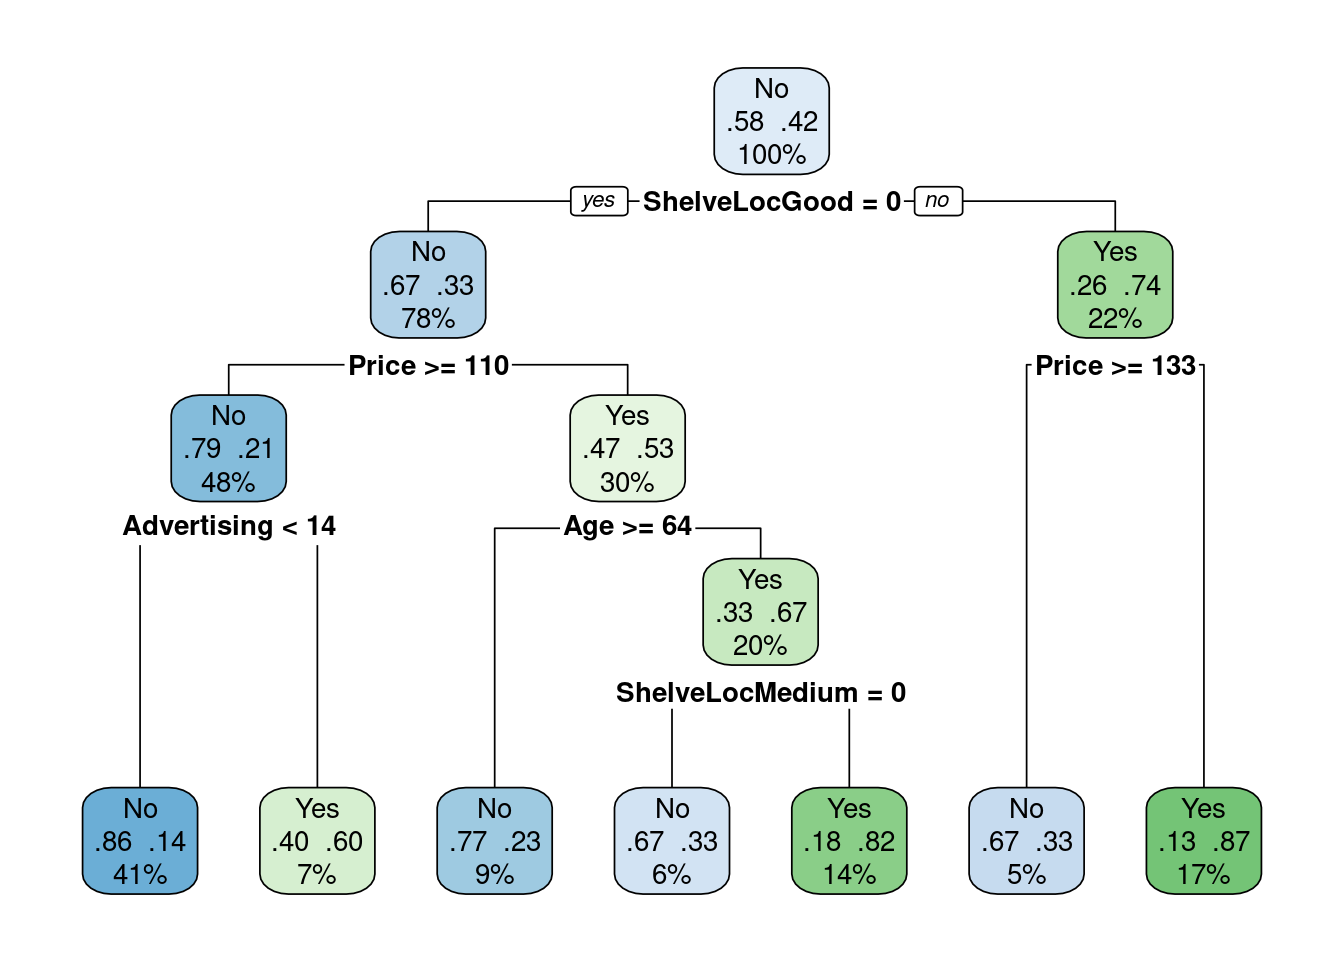 No
.58 .42
100%
yes ShelveLocGood = 0 no
No
.67 .33
78%
Yes
.26 .74
22%
Price >= 110
Price >= 133
No
.79 .21
48%
Yes
.47 .53
30%
Advertising < 14
Age >= 64
Yes
.33 .67
20%
ShelveLocMedium = 0
No
.86 .14
41%
Yes
.40 .60
7%
No
.77 .23
9%
No
.67 .33
6%
Yes
.18 .82
14%
No
.67 .33
5%
Yes
.13 .87
17%